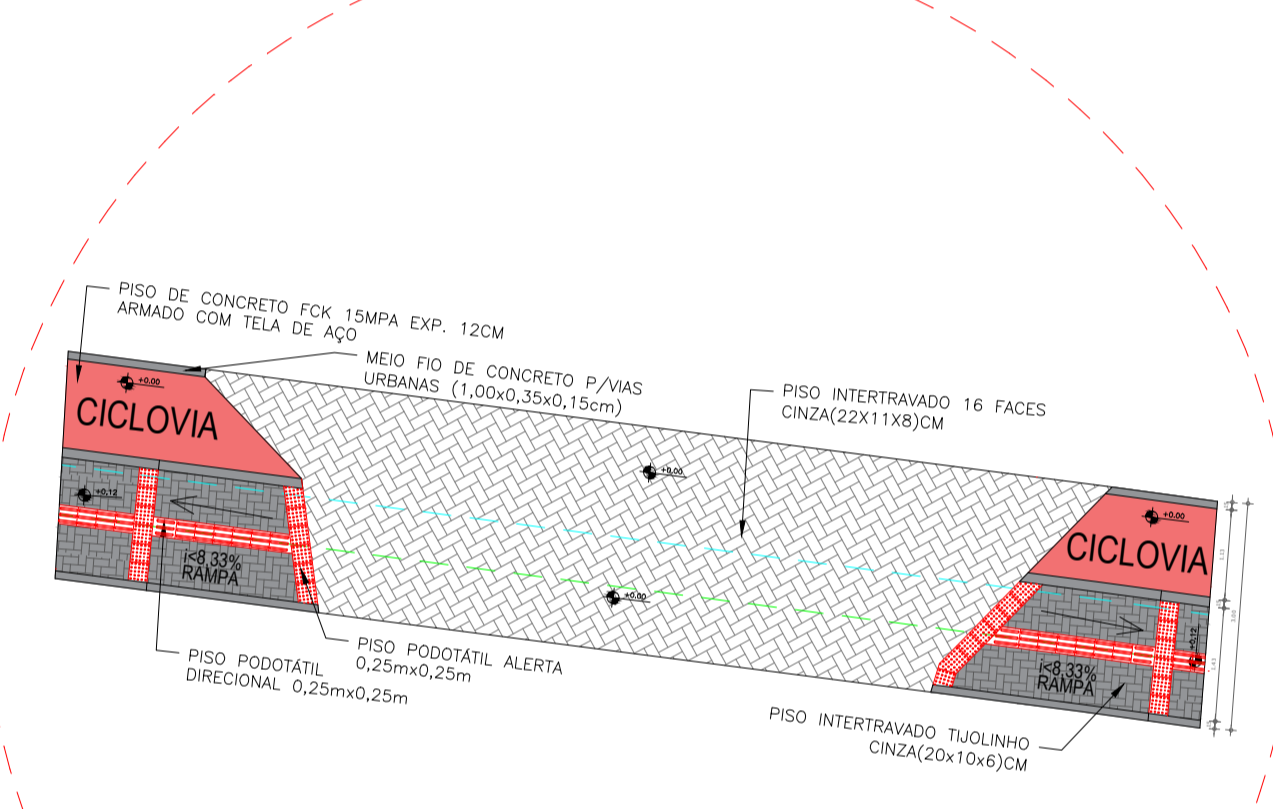 PISO DE CONCRETO FCK 15MPA EXP. 12CM
ARMADO COM TELA DE AÇO
MEIO FIO DE CONCRETO P/VIAS
URBANAS (1,00x0,35x0,15cm)
PISO INTERTRAVADO 16 FACES
CINZA(22X11X8)CM
+0.00
CICLOVIA
+0.00
+0.00
CICLOVIA
+0,12
i<8,33%
RAMPA
+0.00
+0,12
i<8,33%
RAMPA
PISO PODOTÁTIL ALERTA
0,25mx0,25m
PISO PODOTÁTIL
DIRECIONAL 0,25mx0,25m
PISO INTERTRAVADO TIJOLINHO
CINZA(20x10x6)CM